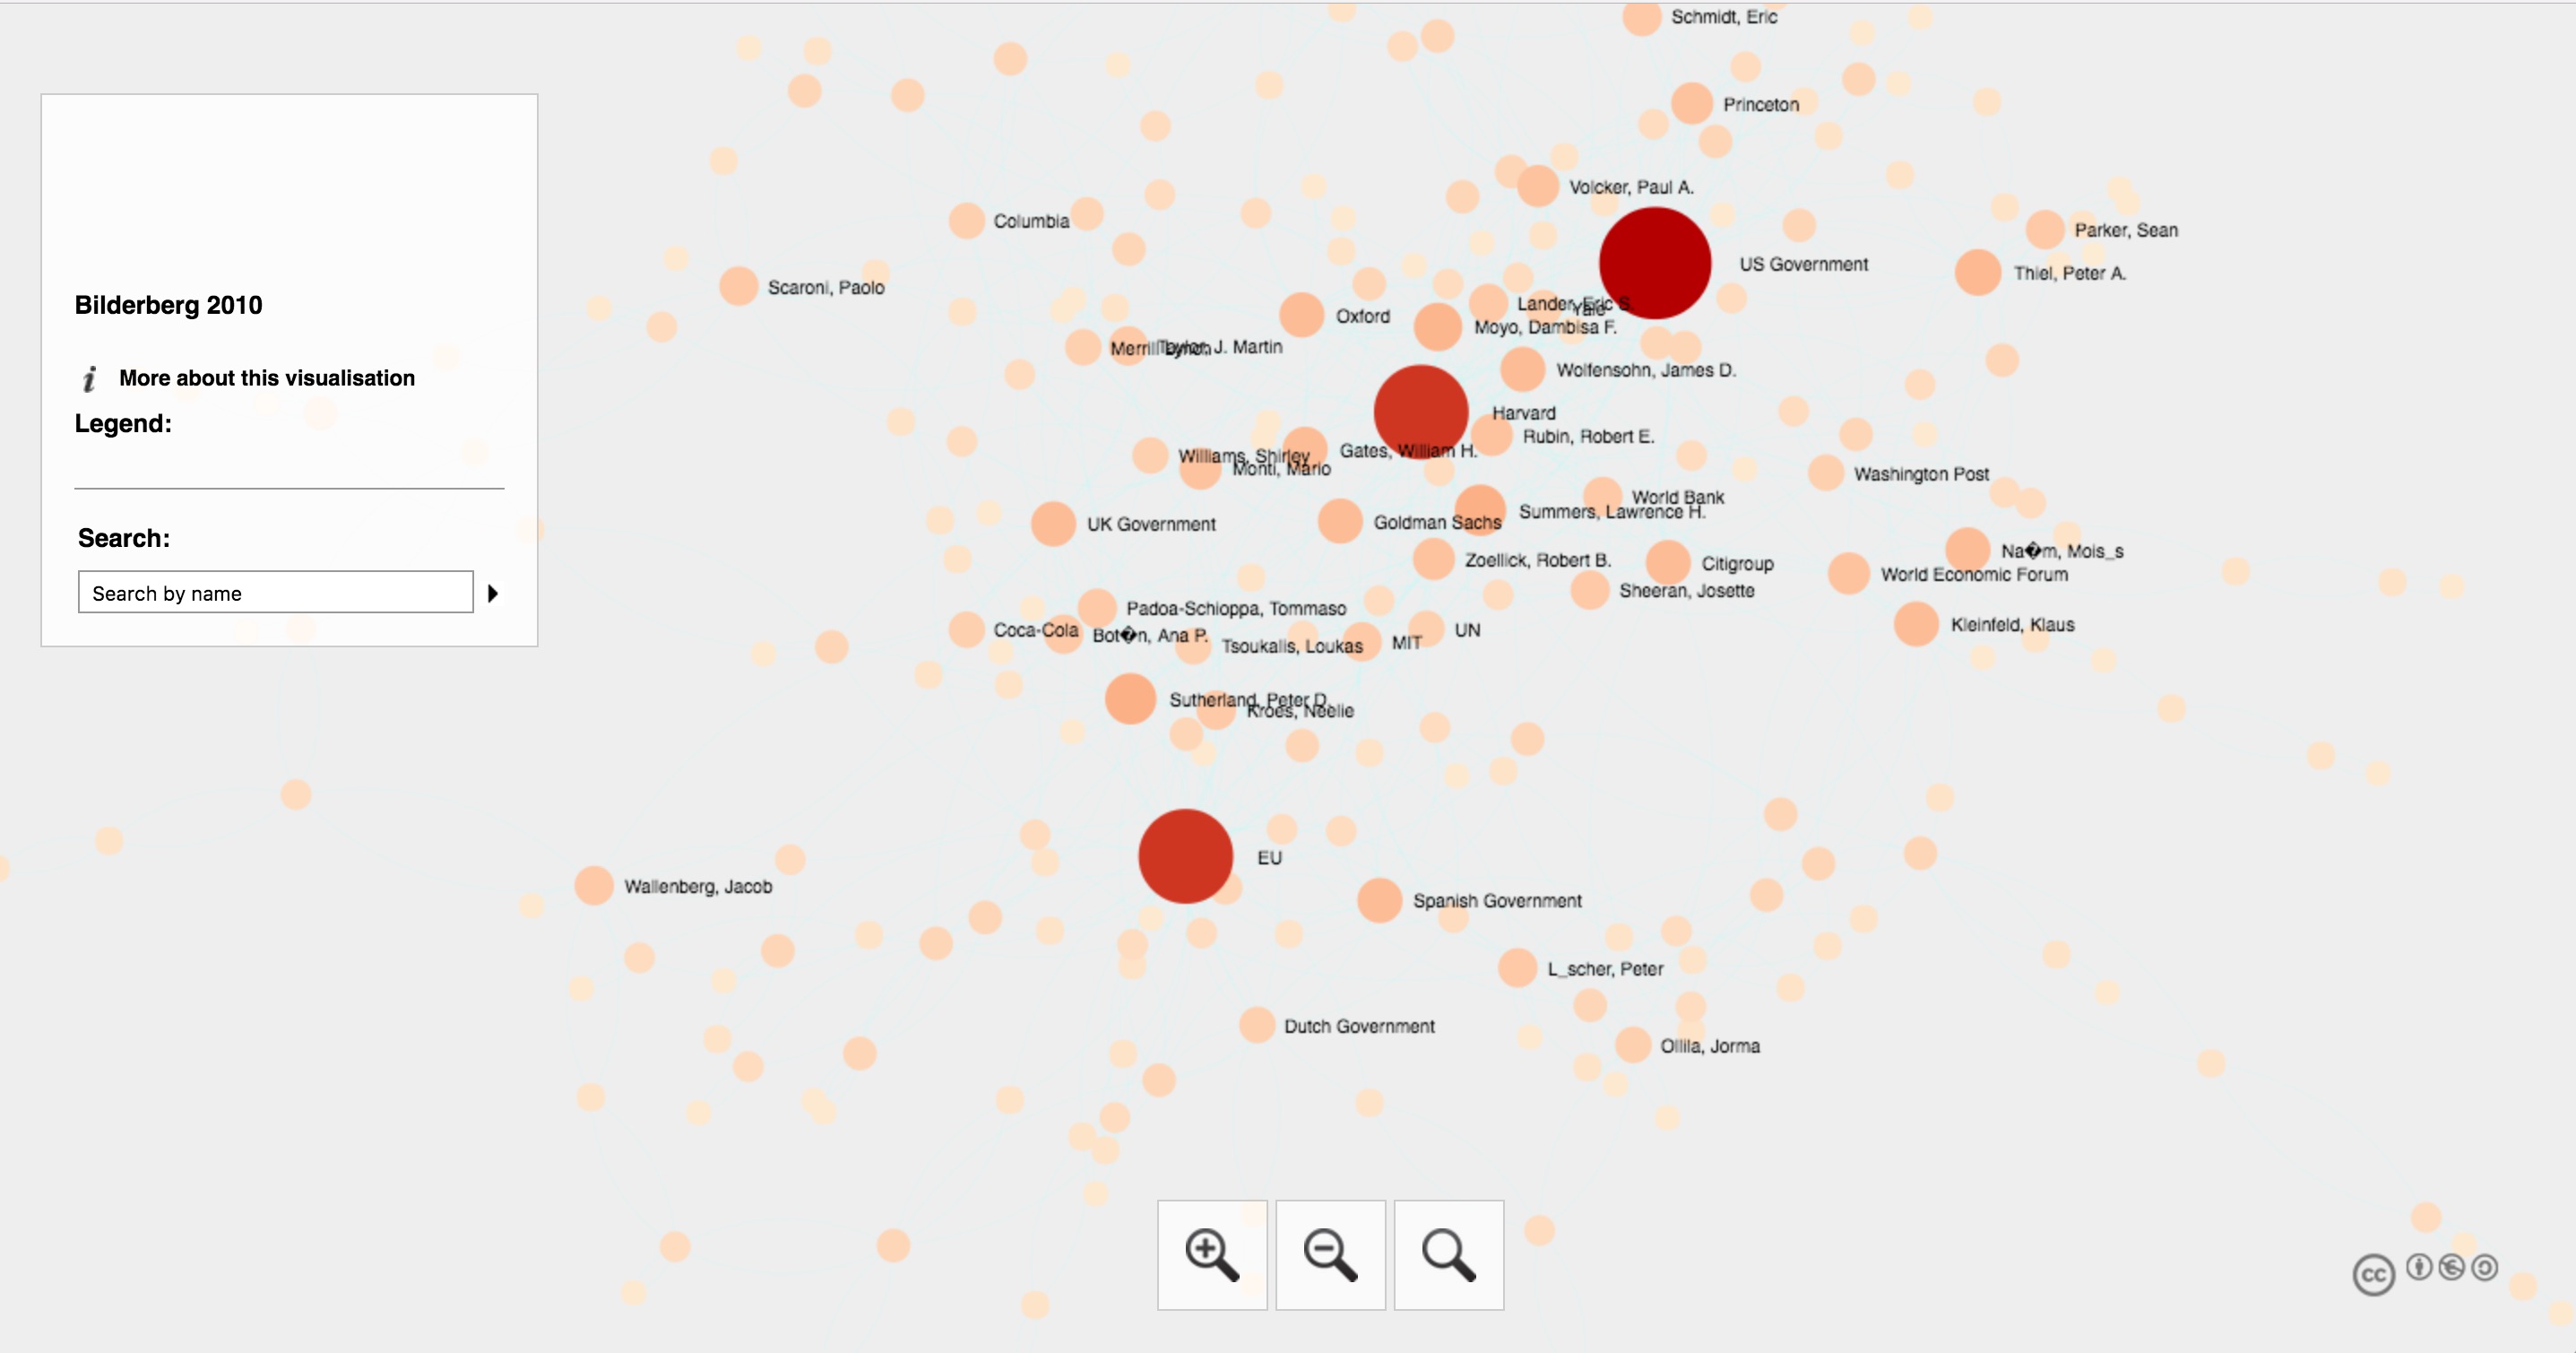 Schmidt, Eric
Princeton
Volcker, Paul A.
Columbia
Parker, Sean
US Government
Thiel, Peter A.
Scaroni, Paolo
Bilderberg 2010
Lander, Eric S.
Yale
Oxford
Moyo, Dambisa F.
Merrill Lynch
Taylor, J. Martin
Wolfensohn, James D.
i More about this visualisation
Harvard
Legend:
Rubin, Robert E.
Gates, William H.
Williams, Shirley
Monti, Mario
Washington Post
World Bank
Summers, Lawrence H.
Goldman Sachs
UK Government
Search:
Na�m, Mois_s
Zoellick, Robert B.
Citigroup
World Economic Forum
Sheeran, Josette
Search by name
Padoa-Schioppa, Tommaso
Kleinfeld, Klaus
Coca-Cola
UN
Bot�n, Ana P.
MIT
Tsoukalis, Loukas
Sutherland, Peter D.
Kroes, Neelie
EU
Wallenberg, Jacob
Spanish Government
L_scher, Peter
Dutch Government
Ollila, Jorma
cc